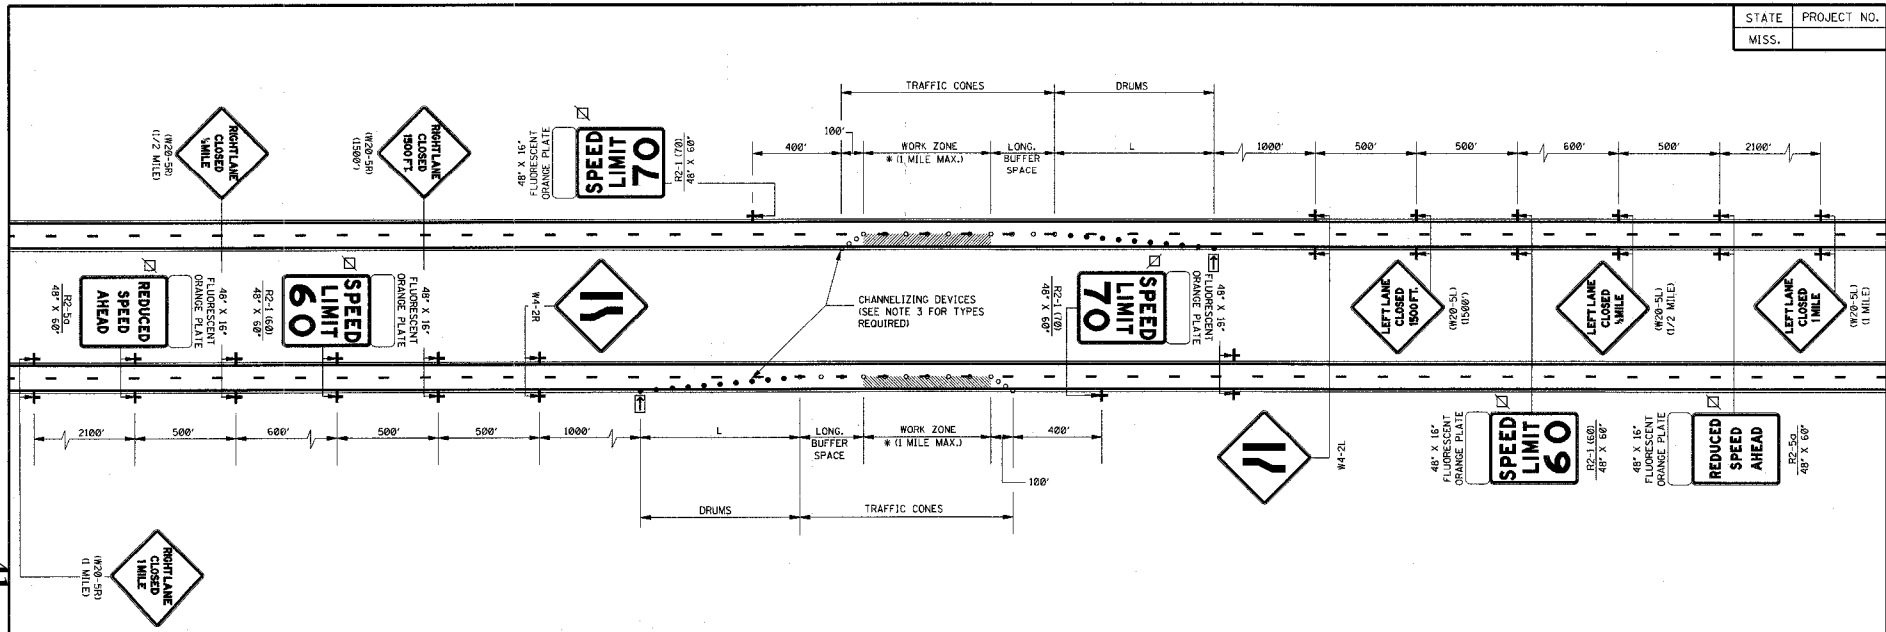 STATE PROJECT NO.
MISS.
TRAFFIC CONES
DRUMS
100'
400'
WORK ZONE
* (1 MILE MAX.)
LONG.
BUFFER
SPACE
L
1000'
500'
500'
600'
500'
2100'
RIGHT LANE
CLOSED
½ MILE
(W20-5R)
(1/2 MILE)
RIGHT LANE
CLOSED
1500 FT.
(W20-5R)
(1500')
SPEED
LIMIT
70
R2-1 (70)
48" X 60"
48" X 16"
FLUORESCENT
ORANGE PLATE
REDUCED
SPEED
AHEAD
R2-5a
48" X 60"
48" X 16"
FLUORESCENT
ORANGE PLATE
SPEED
LIMIT
60
R2-1 (60)
48" X 60"
48" X 16"
FLUORESCENT
ORANGE PLATE
W4-2R
CHANNELIZING DEVICES
(SEE NOTE 3 FOR TYPES
REQUIRED)
SPEED
LIMIT
70
R2-1 (70)
48" X 60"
48" X 16"
FLUORESCENT
ORANGE PLATE
LEFT LANE
CLOSED
1500 FT.
(W20-5L)
(1500')
LEFT LANE
CLOSED
½ MILE
(W20-5L)
(1/2 MILE)
LEFT LANE
CLOSED
1 MILE
(W20-5L)
(1 MILE)
2100'
500'
600'
500'
500'
1000'
L
LONG.
BUFFER
SPACE
WORK ZONE
* (1 MILE MAX.)
400'
100'
DRUMS
TRAFFIC CONES
W4-2L
SPEED
LIMIT
60
R2-1 (60)
48" X 60"
48" X 16"
FLUORESCENT
ORANGE PLATE
REDUCED
SPEED
AHEAD
R2-5a
48" X 60"
48" X 16"
FLUORESCENT
ORANGE PLATE
RIGHT LANE
CLOSED
1 MILE
(W20-5R)
(1 MILE)